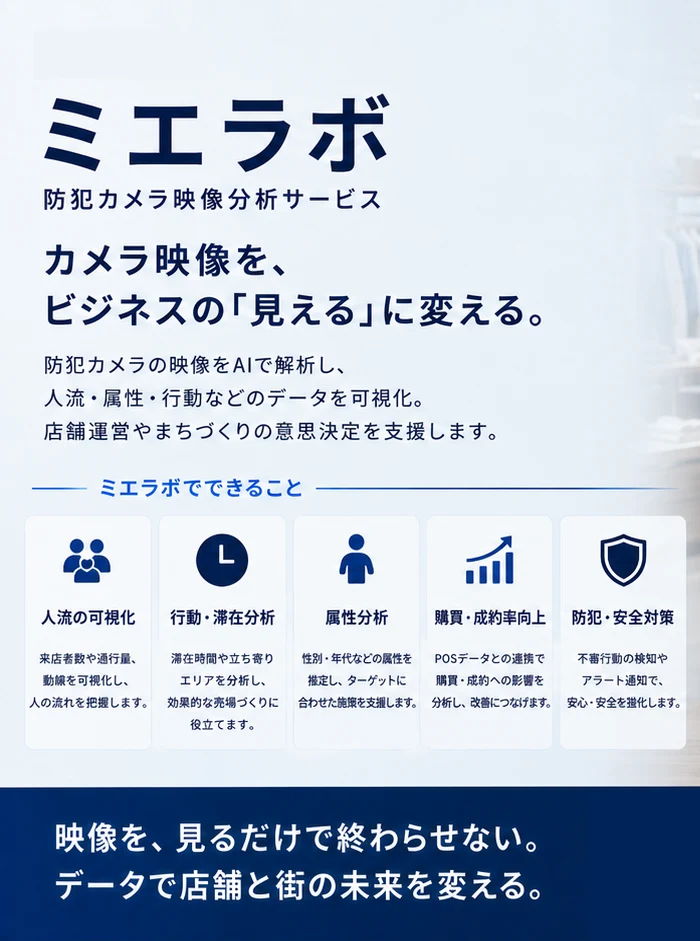 ミエラボ
防犯カメラ映像分析サービス
カメラ映像を、
ビジネスの「見える」に変える。
防犯カメラの映像をAIで解析し、
人流・属性・行動などのデータを可視化。
店舗運営やまちづくりの意思決定を支援します。
ミエラボでできること
人流の可視化
来店者数や通行量、
動線を可視化し、
人の流れを把握します。
行動・滞在分析
滞在時間や立ち寄り
エリアを分析し、
効果的な売場づくりに
役立てます。
属性分析
性別・年代などの属性を
推定し、ターゲットに
合わせた施策を支援します。
購買・成約率向上
POSデータとの連携で
購買・成約への影響を
分析し、改善につなげます。
防犯・安全対策
不審行動の検知や
アラート通知で、
安心・安全を強化します。
映像を、見るだけで終わらせない。
データで店舗と街の未来を変える。